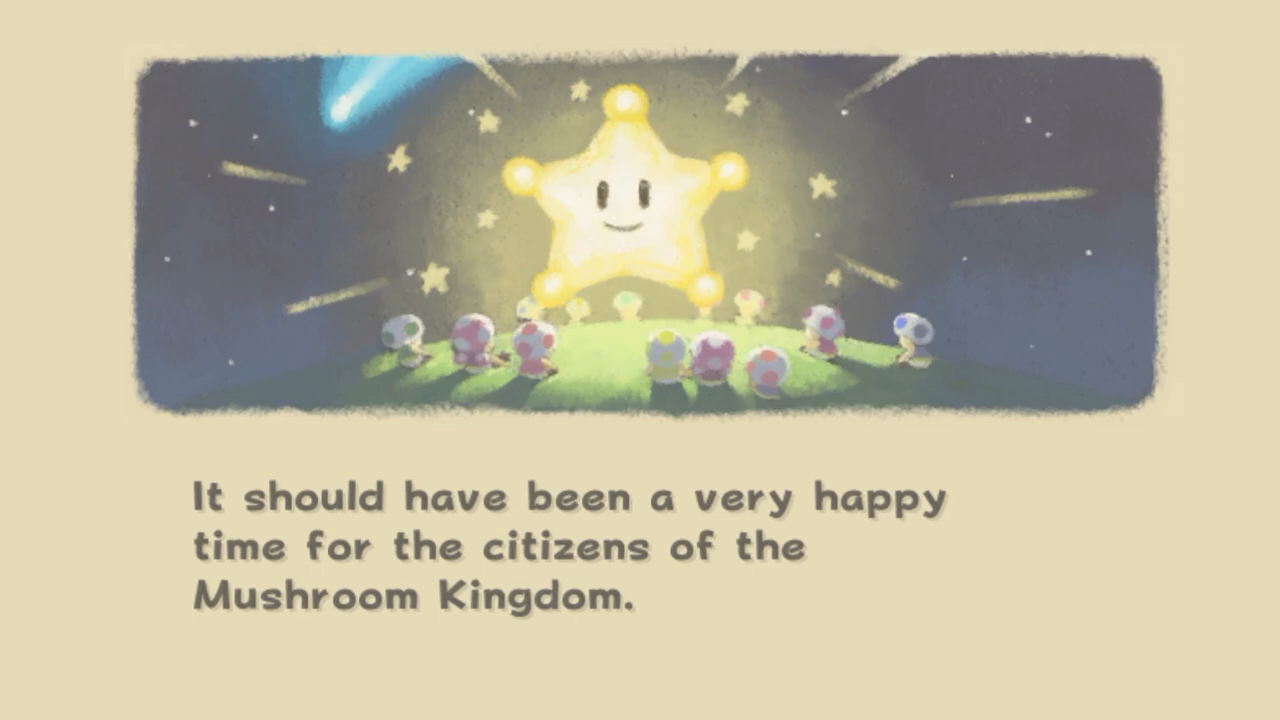 It should have been a very happy
time for the citizens of the
Mushroom Kingdom.